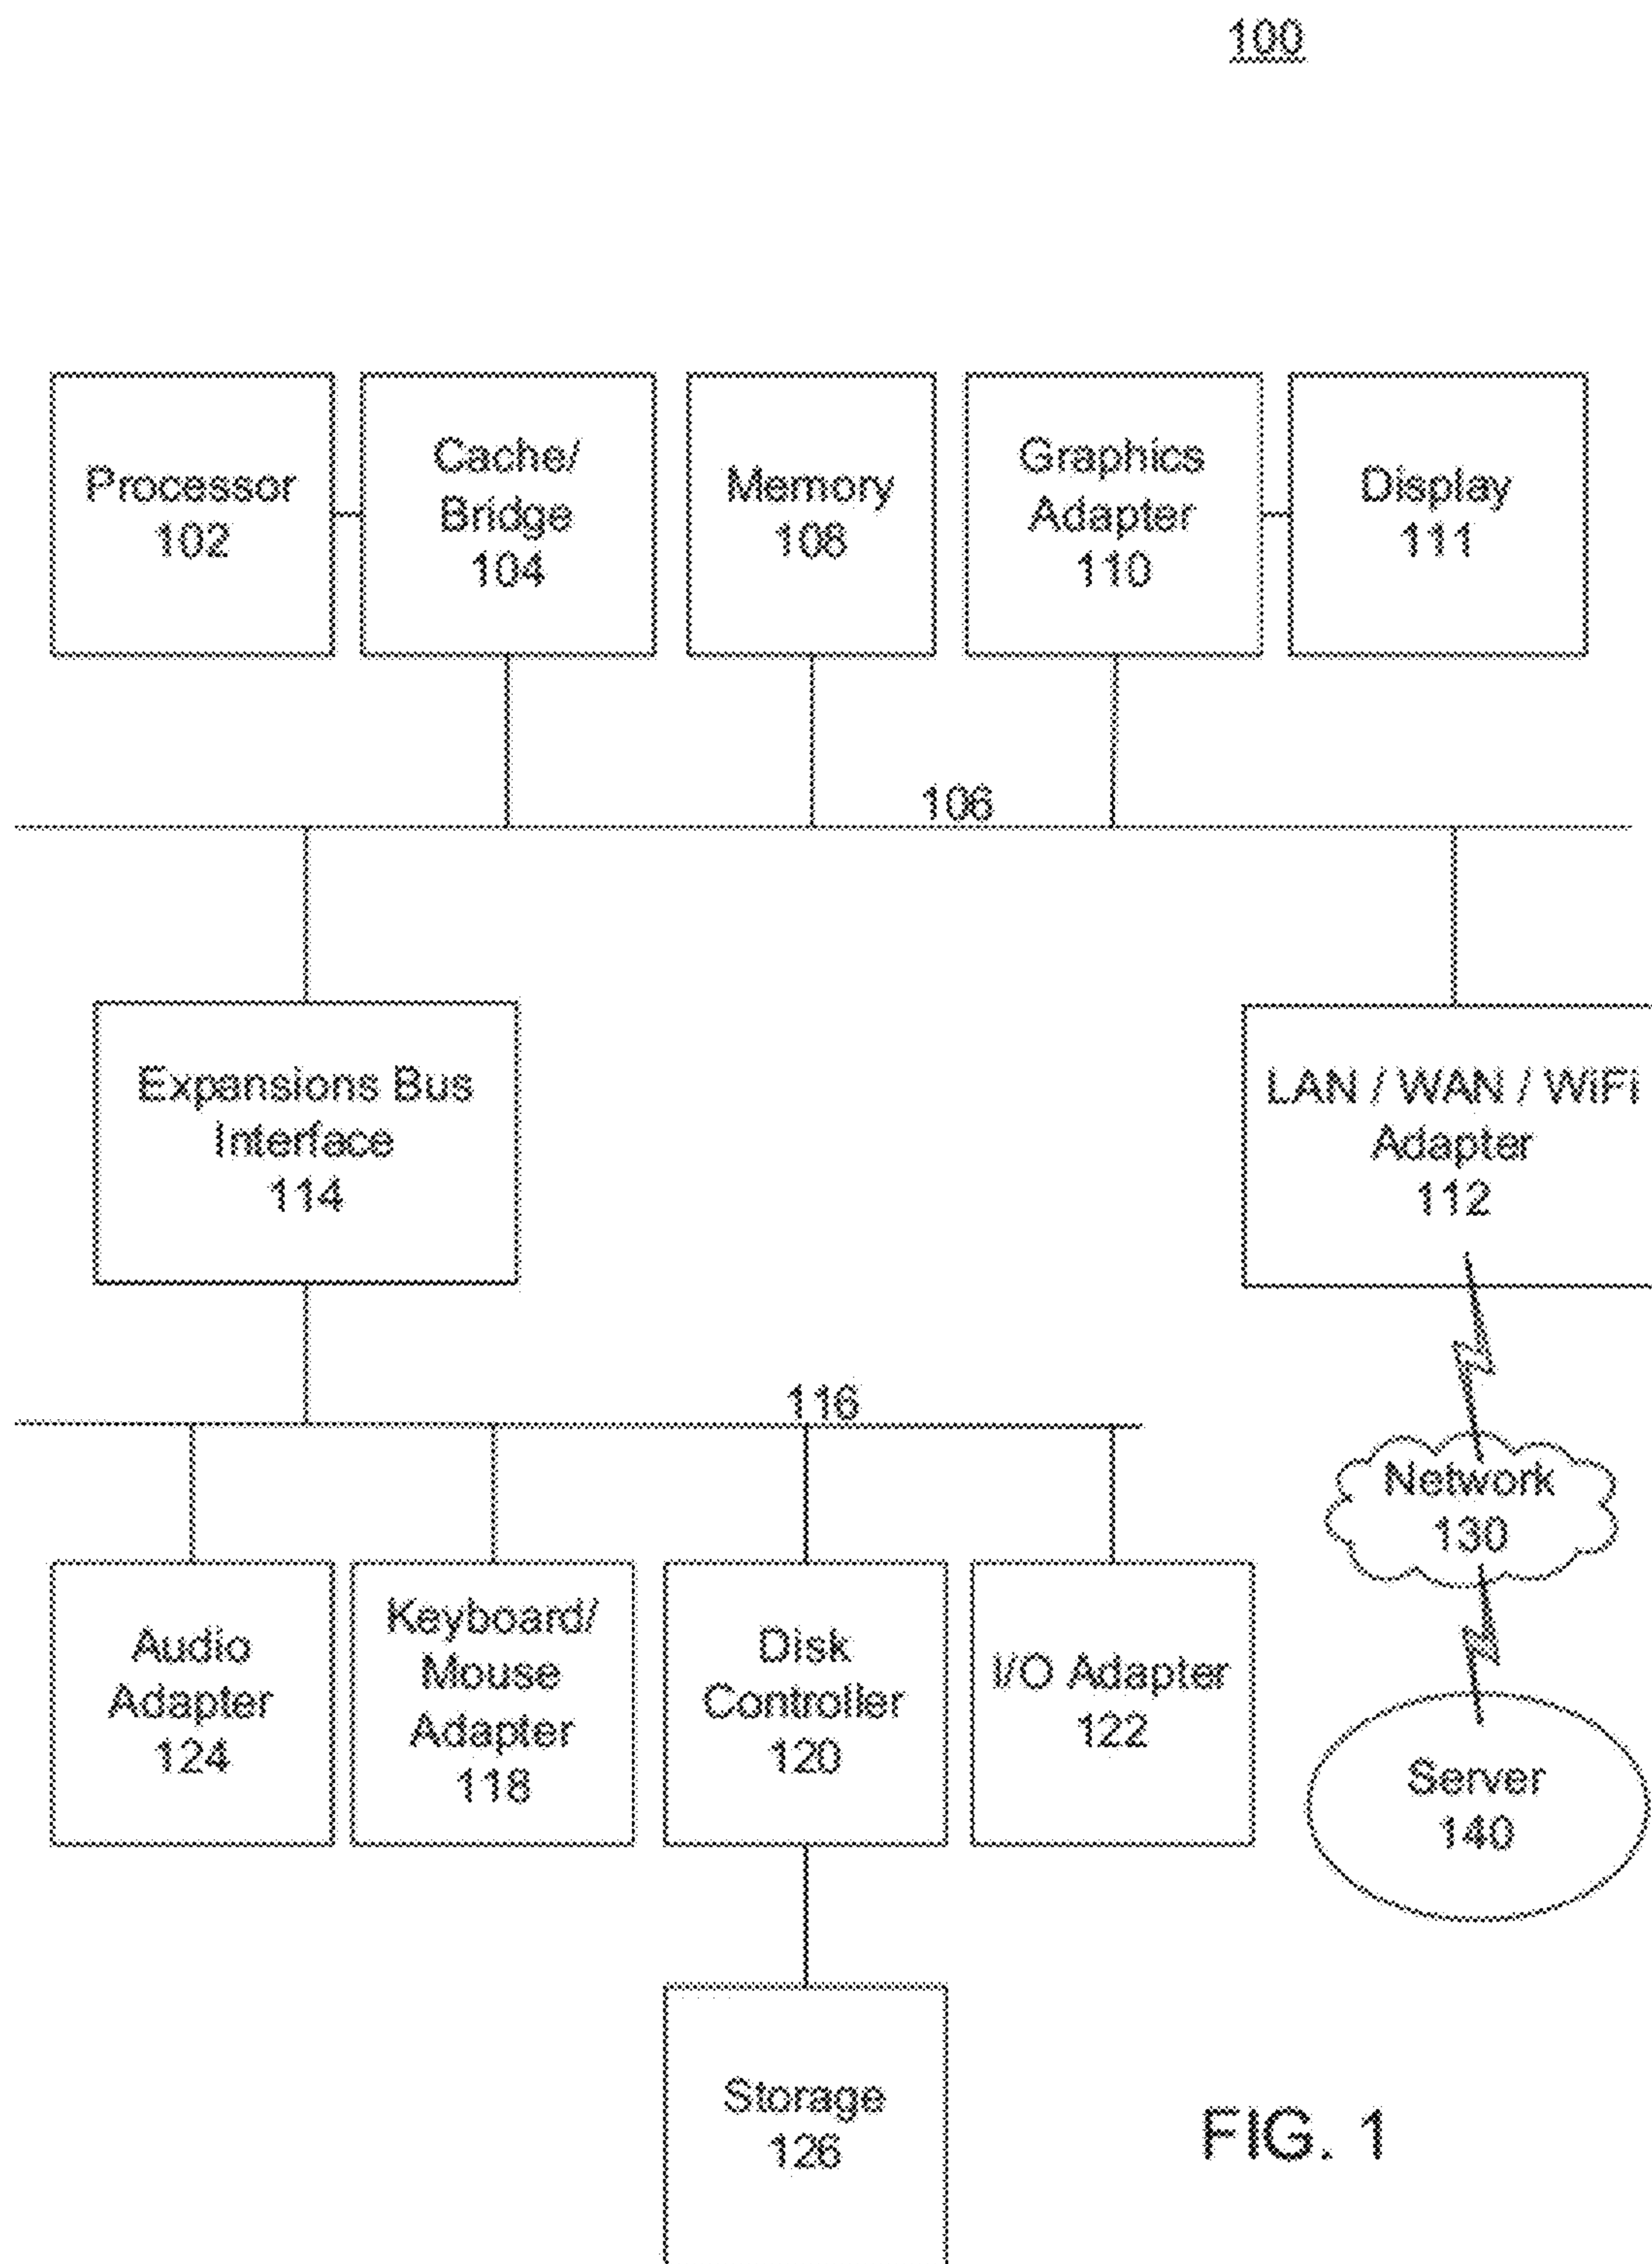 100
Processor
102
Cache/
Bridge
104
Memory
108
Graphics
Adapter
110
Display
111
106
Expansions Bus
Interface
114
LAN / WAN / WiFi
Adapter
112
116
Network
130
Audio
Adapter
124
Keyboard/
Mouse
Adapter
118
Disk
Controller
120
I/O Adapter
122
Server
140
Storage
126
FIG. 1